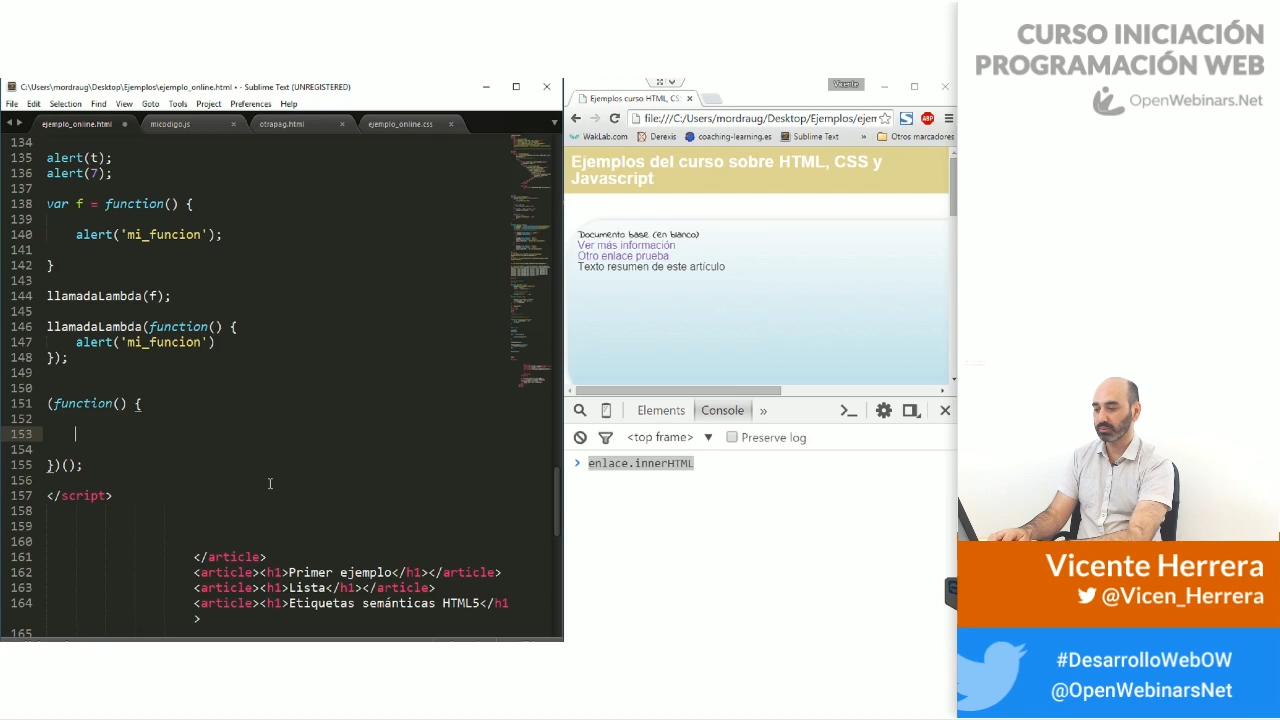 CURSO INICIACIÓN
PROGRAMACIÓN WEB
OpenWebinars.Net
C:\Users\mordraug\Desktop\Ejemplos\ejemplo_online.html • - Sublime Text (UNREGISTERED)
File Edit Selection Find View Goto Tools Project Preferences Help
ejemplo_online.html micodigo.js otrapag.html ejemplo_online.css
134
135 alert(t);
136 alert(7);
137
138 var f = function() {
139
140 alert('mi_funcion');
141
142 }
143
144 llamadaLambda(f);
145
146 llamadaLambda(function() {
147 alert('mi_funcion')
148 });
149
150
151 (function() {
152
153
154
155 })();
156
157 </script>
158
159
160
161 </article>
162 <article><h1>Primer ejemplo</h1></article>
163 <article><h1>Lista</h1></article>
164 <article><h1>Etiquetas semánticas HTML5</h1
>
165
Vicente
Ejemplos curso HTML, CS:
file:///C:/Users/mordraug/Desktop/Ejemplos/ejem
ABP
WakLab.com Derexis coaching-learning.es Sublime Text » Otros marcadores
Ejemplos del curso sobre HTML, CSS y
Javascript
Documento base (en blanco)
Ver más información
Otro enlace prueba
Texto resumen de este artículo
Elements Console »
<top frame> ▼ Preserve log
> enlace.innerHTML
Vicente Herrera
@Vicen_Herrera
#DesarrolloWebOW
@OpenWebinarsNet